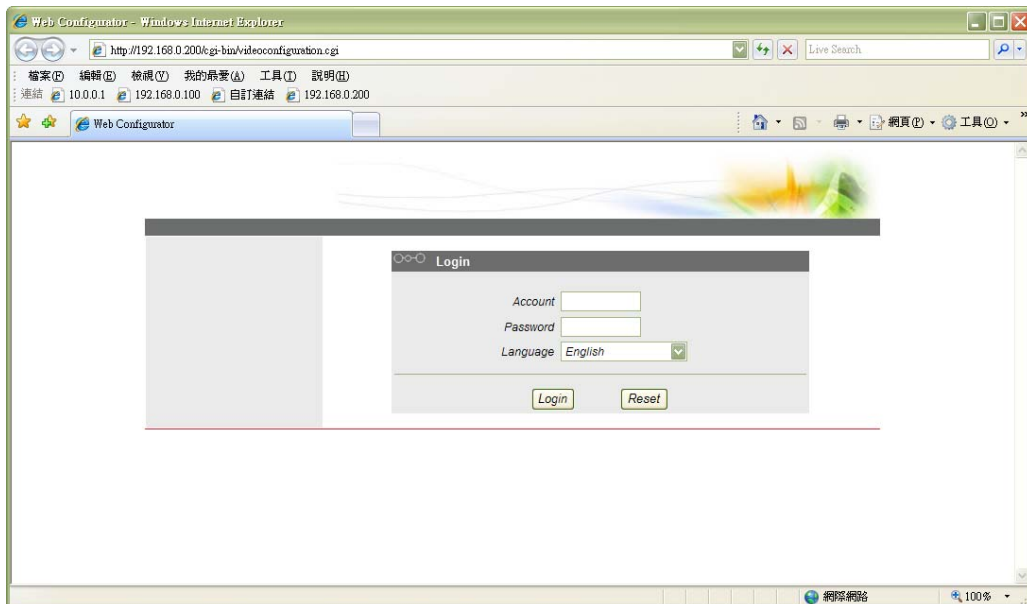 Web Configurator - Windows Internet Explorer
http://192.168.0.200/cgi-bin/videoconfiguration.cgi
Live Search
檔案(F) 編輯(E) 檢視(V) 我的最愛(A) 工具(T) 說明(H)
連結 10.0.0.1 192.168.0.100 自訂連結 192.168.0.200
Web Configurator
網頁(P) 工具(O) »
Login
Account
Password
Language English
Login Reset
網際網路 100%